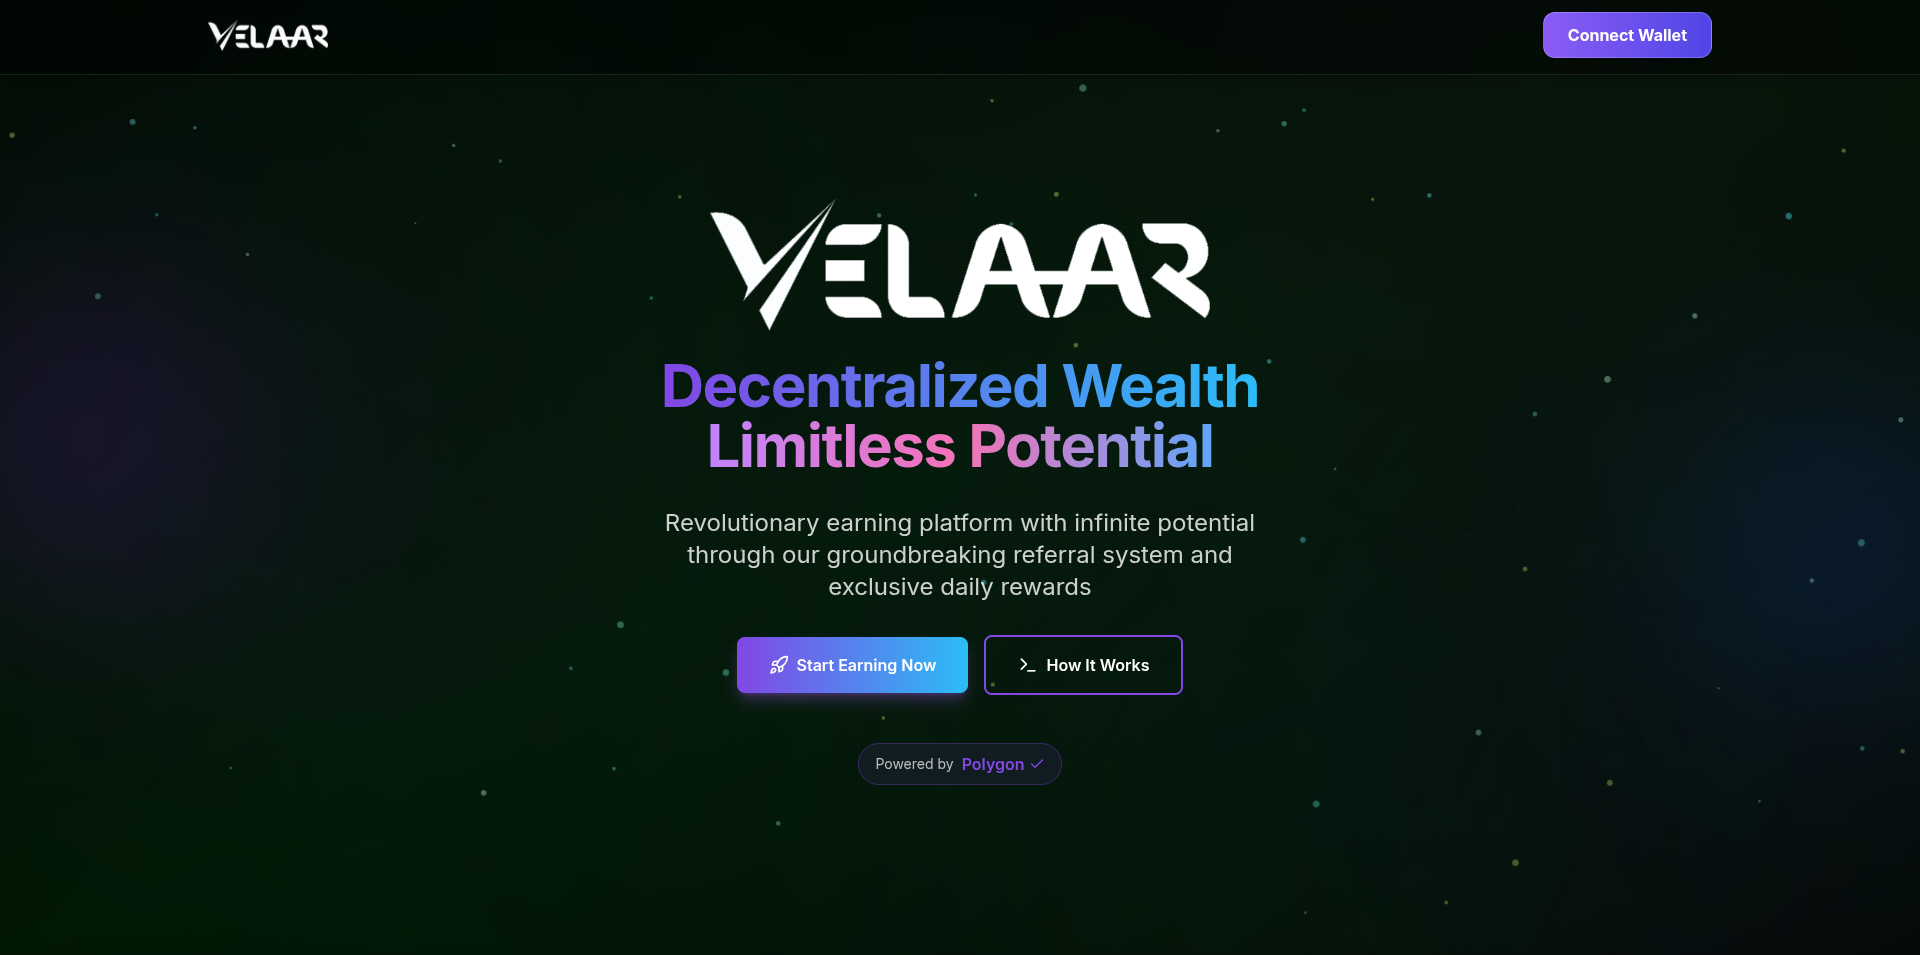 VELAAR
Connect Wallet
VELAAR
Decentralized Wealth
Limitless Potential
Revolutionary earning platform with infinite potential
through our groundbreaking referral system and
exclusive daily rewards
Start Earning Now
How It Works
Powered by Polygon